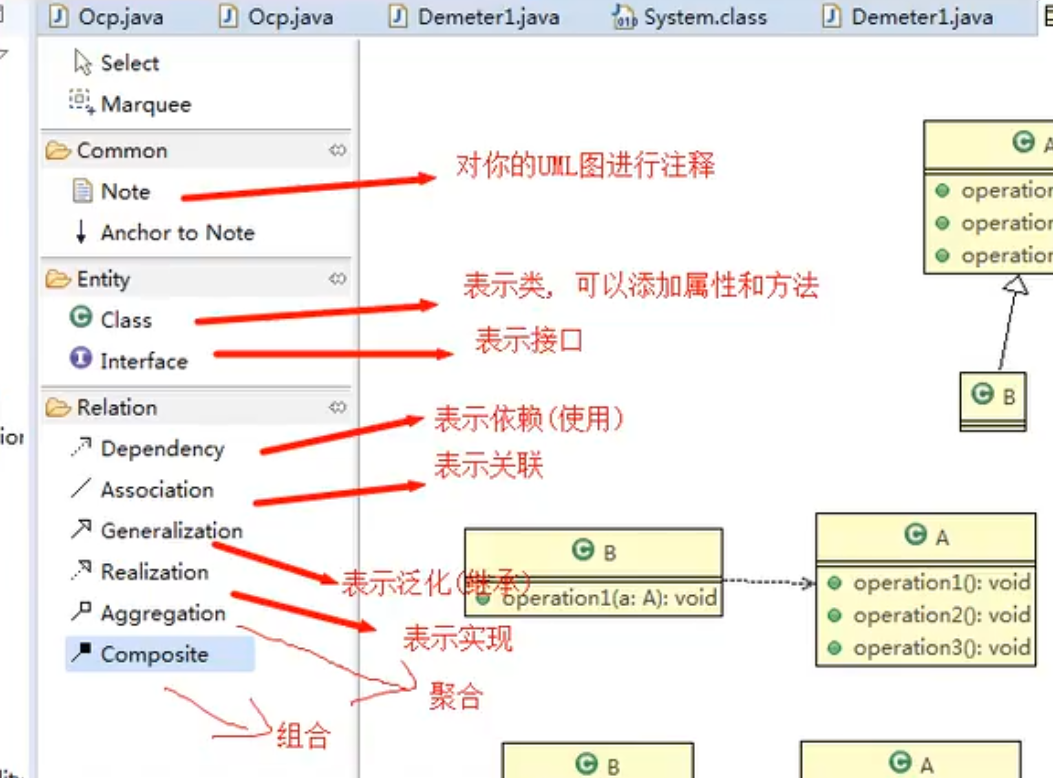 Ocp.java
Ocp.java
Demeter1.java
System.class
Demeter1.java
Select
Marquee
Common
Note
对你的UML图进行注释
Anchor to Note
Entity
Class
表示类, 可以添加属性和方法
Interface
表示接口
Relation
Dependency
表示依赖(使用)
Association
表示关联
Generalization
表示泛化(继承)
Realization
表示实现
Aggregation
聚合
Composite
组合
A
operation
operation
operation
B
B
operation1(a: A): void
A
operation1(): void
operation2(): void
operation3(): void
B
A